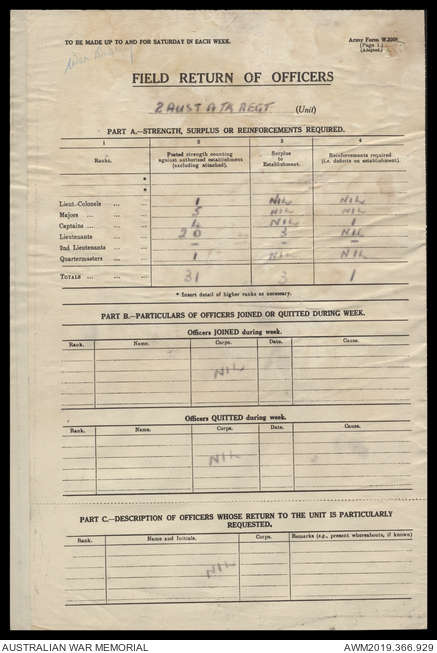 TO BE MADE UP TO AND FOR SATURDAY IN EACH WEEK.
Army Form W.3008
(Page 1.)
(Adapted.)
War Diary
FIELD RETURN OF OFFICERS
2 AUST ATK REGT (Unit)
PART A.—STRENGTH, SURPLUS OR REINFORCEMENTS REQUIRED.
1 2 3 4
Ranks. Posted strength counting against authorized establishment (excluding attached). Surplus to Establishment. Reinforcements required (i.e. deficits on establishment).
*
*
Lieut.-Colonels ... ... 1 NIL NIL
Majors ... ... 5 NIL NIL
Captains ... ... 4 NIL 1
Lieutenants ... 20 3 NIL
2nd Lieutenants ... – – –
Quartermasters ... 1 NIL NIL
TOTALS ... ... 31 3 1
* Insert detail of higher ranks as necessary.
PART B.—PARTICULARS OF OFFICERS JOINED OR QUITTED DURING WEEK.
Officers JOINED during week.
Rank. Name. Corps. Date. Cause.
NIL
Officers QUITTED during week.
Rank. Name. Corps. Date. Cause.
NIL
PART C.—DESCRIPTION OF OFFICERS WHOSE RETURN TO THE UNIT IS PARTICULARLY
REQUESTED.
Rank. Name and Initials. Corps. Remarks (e.g., present whereabouts, if known)
NIL
AUSTRALIAN WAR MEMORIAL AWM2019.366.929